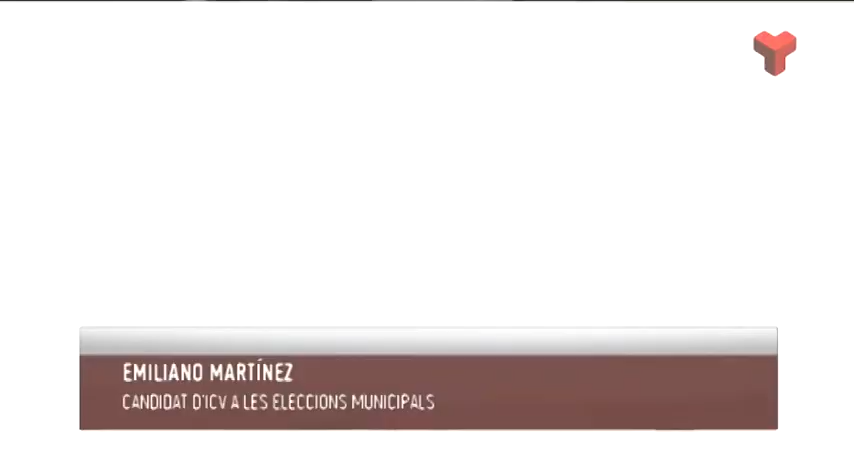 EMILIANO MARTÍNEZ
CANDIDAT D'ICV A LES ELECCIONS MUNICIPALS